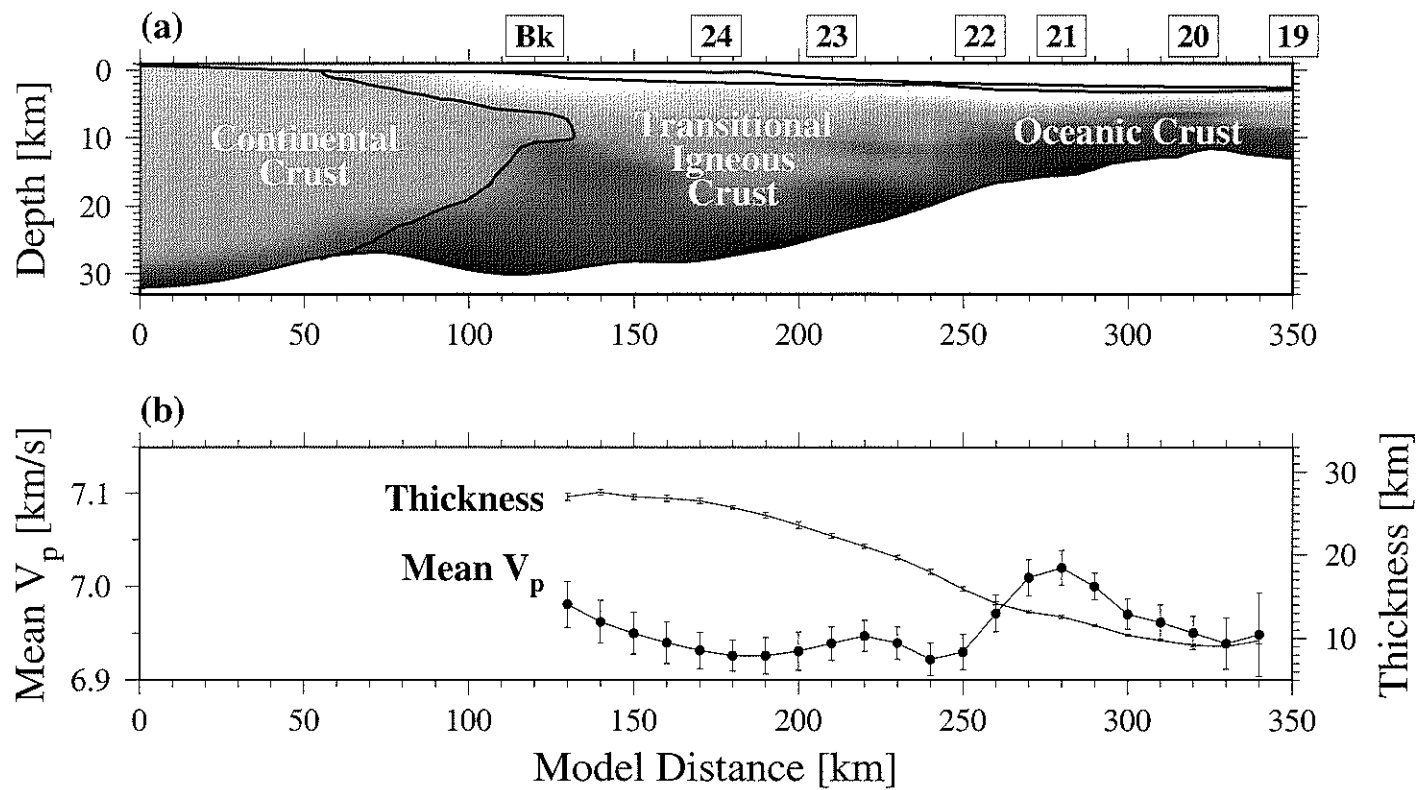 (a)
Bk 24 23 22 21 20 19
0
10
20
30
Depth [km]
Continental
Crust
Transitional
Igneous
Crust
Oceanic Crust
0 50 100 150 200 250 300 350
(b)
7.1
7.0
6.9
Mean Vp [km/s]
Thickness
Mean Vp
30
20
10
Thickness [km]
0 50 100 150 200 250 300 350
Model Distance [km]